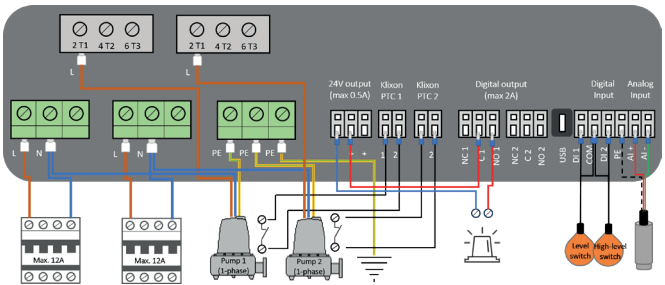 2 T1 4 T2 6 T3
2 T1 4 T2 6 T3
L
L
24V output
(max 0.5A)
Klixon
PTC 1
Klixon
PTC 2
Digital output
(max 2A)
Digital
Input
Analog
Input
L N
L N
PE PE PE
- + +
1 2
1 2
NC 1
C 1
NO 1
NC 2
C 2
NO 2
USB
DI 1
COM
DI 2
PE
AI +
AI -
Max. 12A
Max. 12A
Pump 1
(1-phase)
Pump 2
(1-phase)
Level
switch
High-level
switch